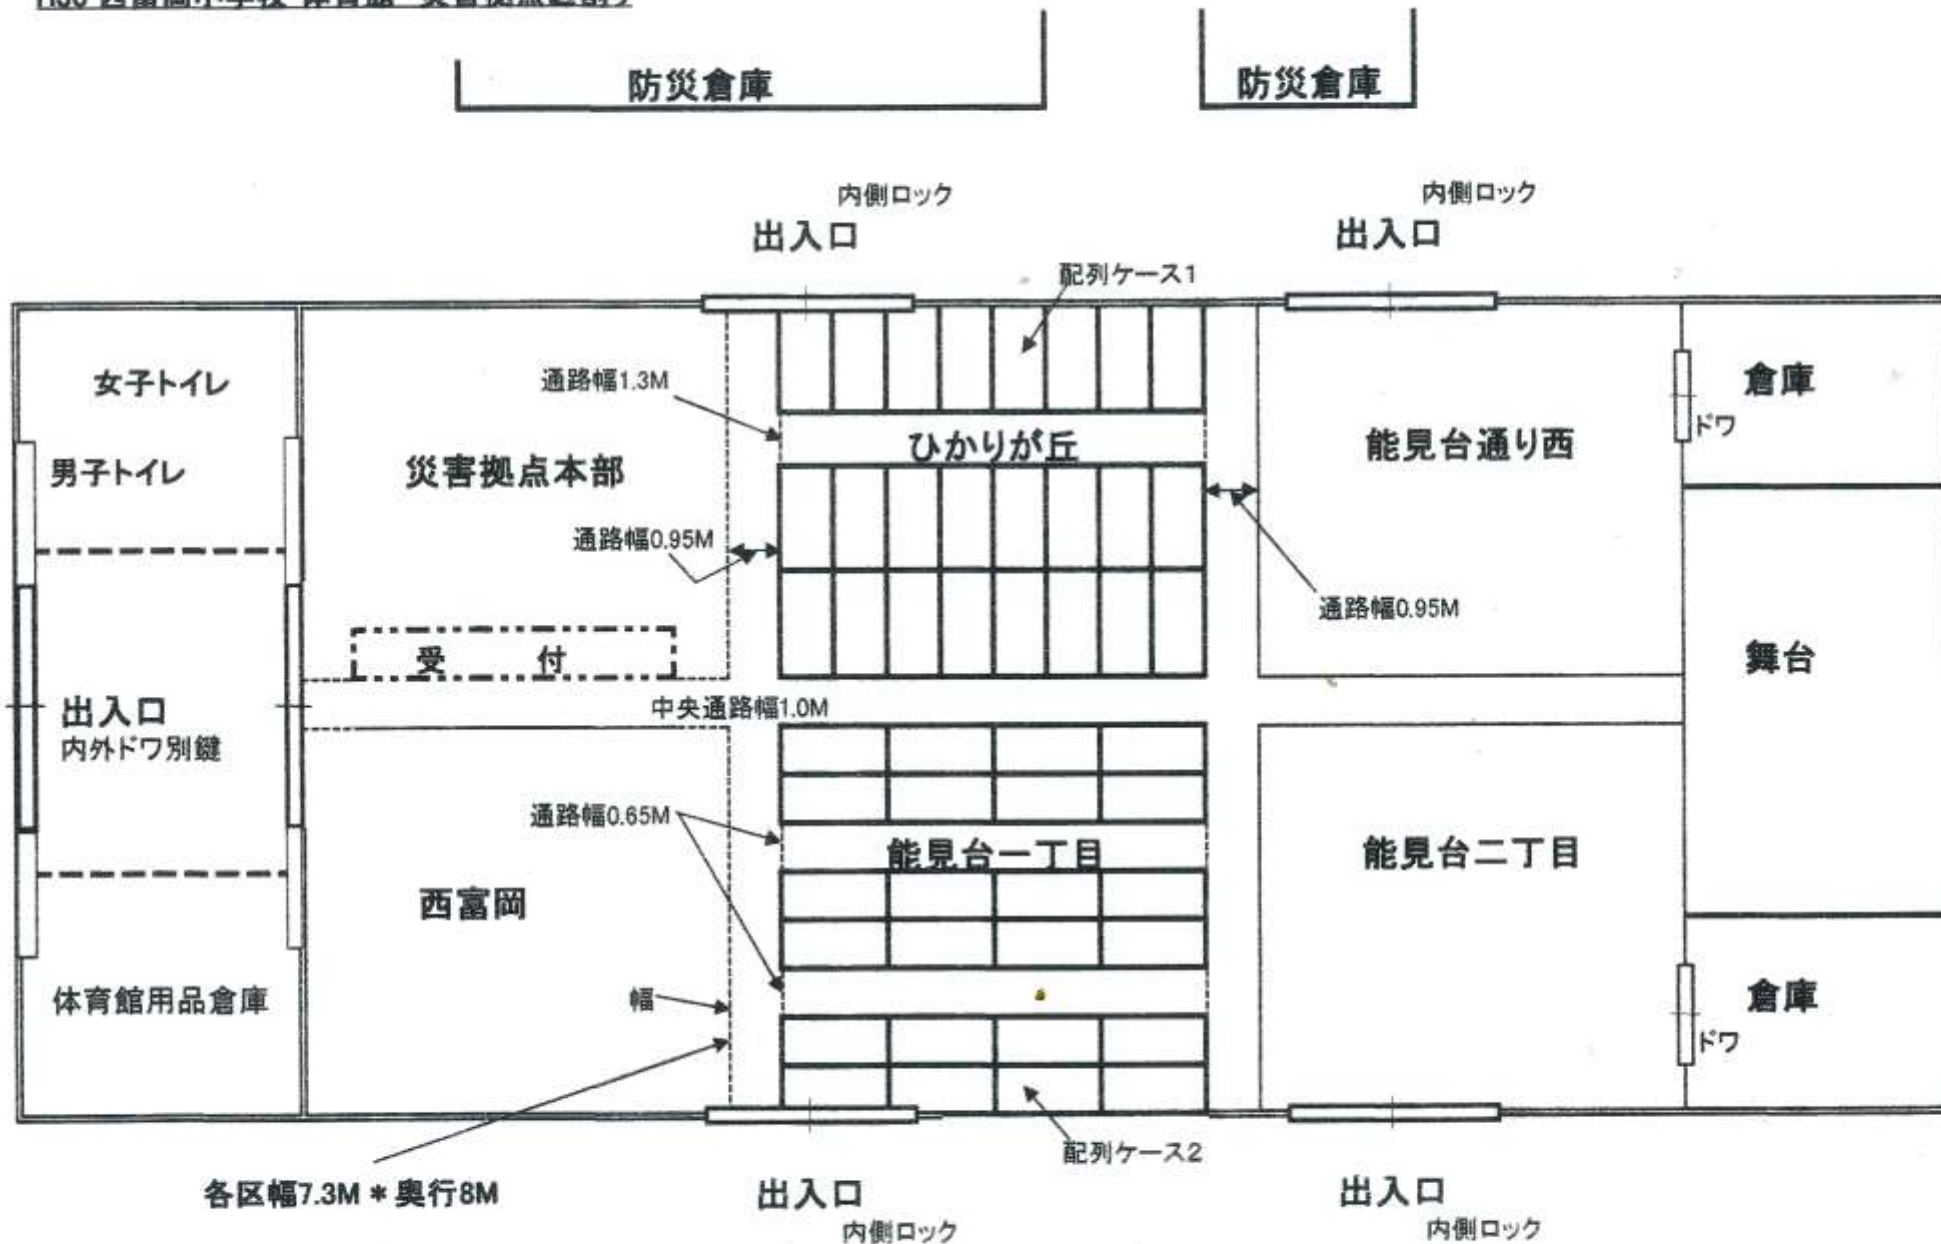 防災倉庫
防災倉庫
内側ロック
内側ロック
出入口
出入口
配列ケース1
女子トイレ
通路幅1.3M
倉庫
ドワ
ひかりが丘
能見台通り西
男子トイレ
災害拠点本部
通路幅0.95M
通路幅0.95M
受 付
舞台
中央通路幅1.0M
出入口
内外ドワ別鍵
通路幅0.65M
能見台一丁目
能見台二丁目
西富岡
体育館用品倉庫
幅
倉庫
ドワ
配列ケース2
各区幅7.3M＊奥行8M
出入口
出入口
内側ロック
内側ロック